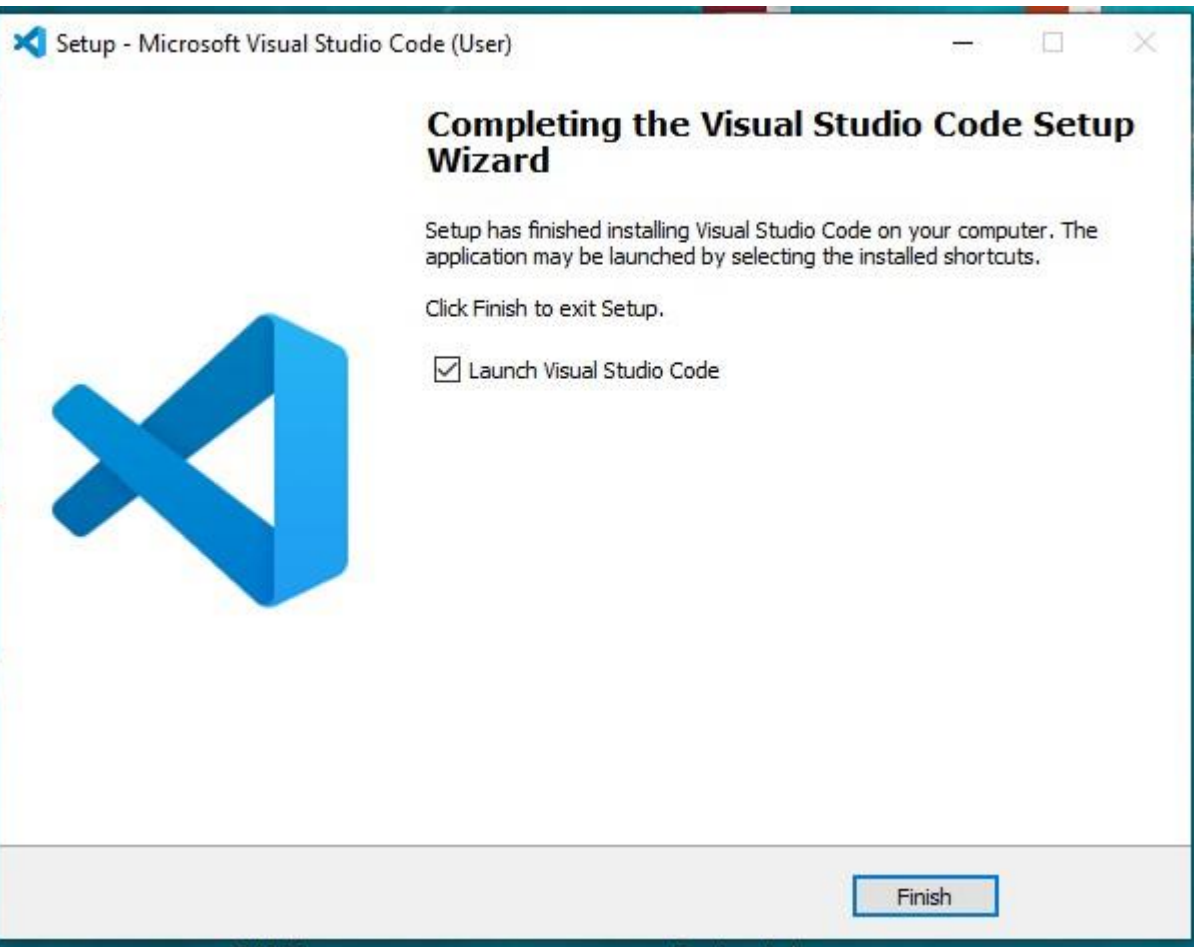 Setup - Microsoft Visual Studio Code (User)
Completing the Visual Studio Code Setup
Wizard
Setup has finished installing Visual Studio Code on your computer. The
application may be launched by selecting the installed shortcuts.
Click Finish to exit Setup.
Launch Visual Studio Code
Finish